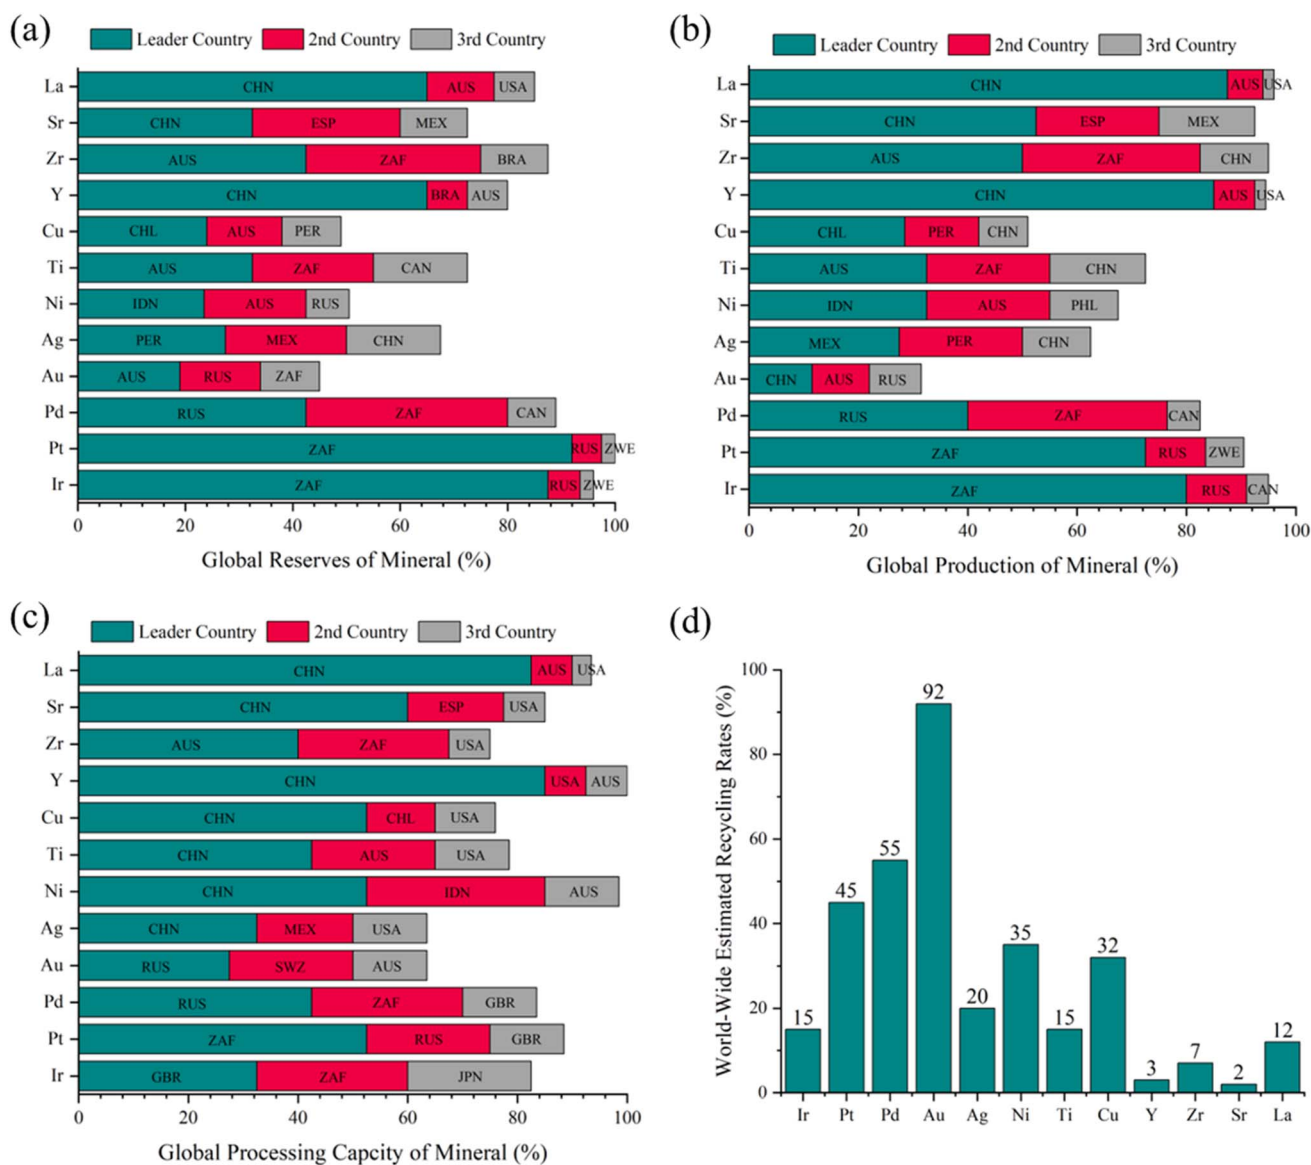 (a)
Leader Country 2nd Country 3rd Country
La CHN AUS USA
Sr CHN ESP MEX
Zr AUS ZAF BRA
Y CHN BRA AUS
Cu CHL AUS PER
Ti AUS ZAF CAN
Ni IDN AUS RUS
Ag PER MEX CHN
Au AUS RUS ZAF
Pd RUS ZAF CAN
Pt ZAF RUS ZWE
Ir ZAF RUS ZWE
0 20 40 60 80 100
Global Reserves of Mineral (%)
(b)
Leader Country 2nd Country 3rd Country
La CHN AUS USA
Sr CHN ESP MEX
Zr AUS ZAF CHN
Y CHN AUS USA
Cu CHL PER CHN
Ti AUS ZAF CHN
Ni IDN AUS PHL
Ag MEX PER CHN
Au CHN AUS RUS
Pd RUS ZAF CAN
Pt ZAF RUS ZWE
Ir ZAF RUS CAN
0 20 40 60 80 100
Global Production of Mineral (%)
(c)
Leader Country 2nd Country 3rd Country
La CHN AUS USA
Sr CHN ESP USA
Zr AUS ZAF USA
Y CHN USA AUS
Cu CHN CHL USA
Ti CHN AUS USA
Ni CHN IDN AUS
Ag CHN MEX USA
Au RUS SWZ AUS
Pd RUS ZAF GBR
Pt ZAF RUS GBR
Ir GBR ZAF JPN
0 20 40 60 80 100
Global Processing Capcity of Mineral (%)
(d)
World-Wide Estimated Recycling Rates (%)
100
80
60
40
20
0
15 45 55 92 20 35 15 32 3 7 2 12
Ir Pt Pd Au Ag Ni Ti Cu Y Zr Sr La